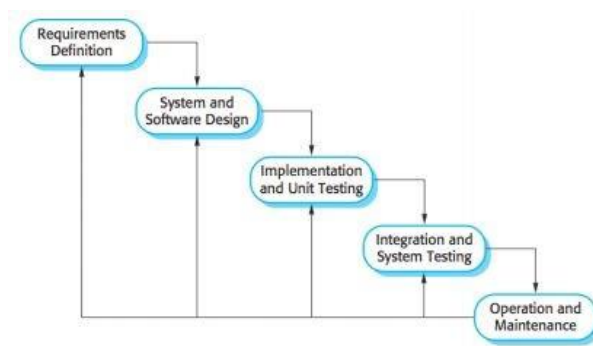 Requirements
Definition
System and
Software Design
Implementation
and Unit Testing
Integration and
System Testing
Operation and
Maintenance